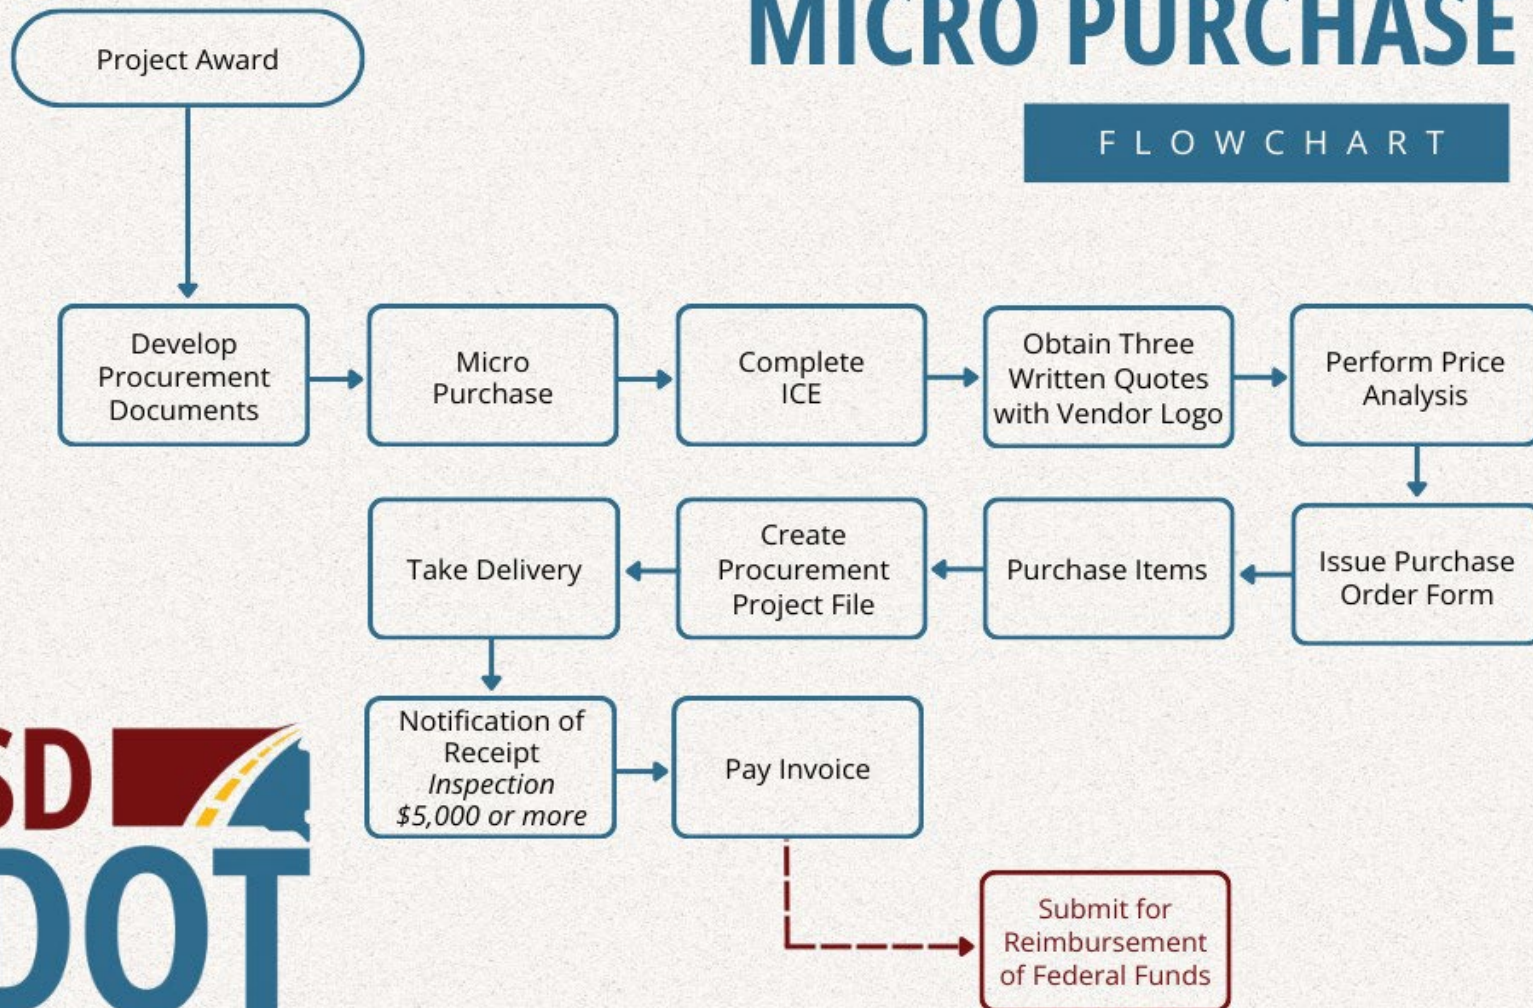 MICRO PURCHASE
FLOWCHART
Project Award
Develop
Procurement
Documents
Micro
Purchase
Complete
ICE
Obtain Three
Written Quotes
with Vendor Logo
Perform Price
Analysis
Issue Purchase
Order Form
Purchase Items
Create
Procurement
Project File
Take Delivery
Notification of
Receipt
Inspection
$5,000 or more
Pay Invoice
Submit for
Reimbursement
of Federal Funds
SD
DOT